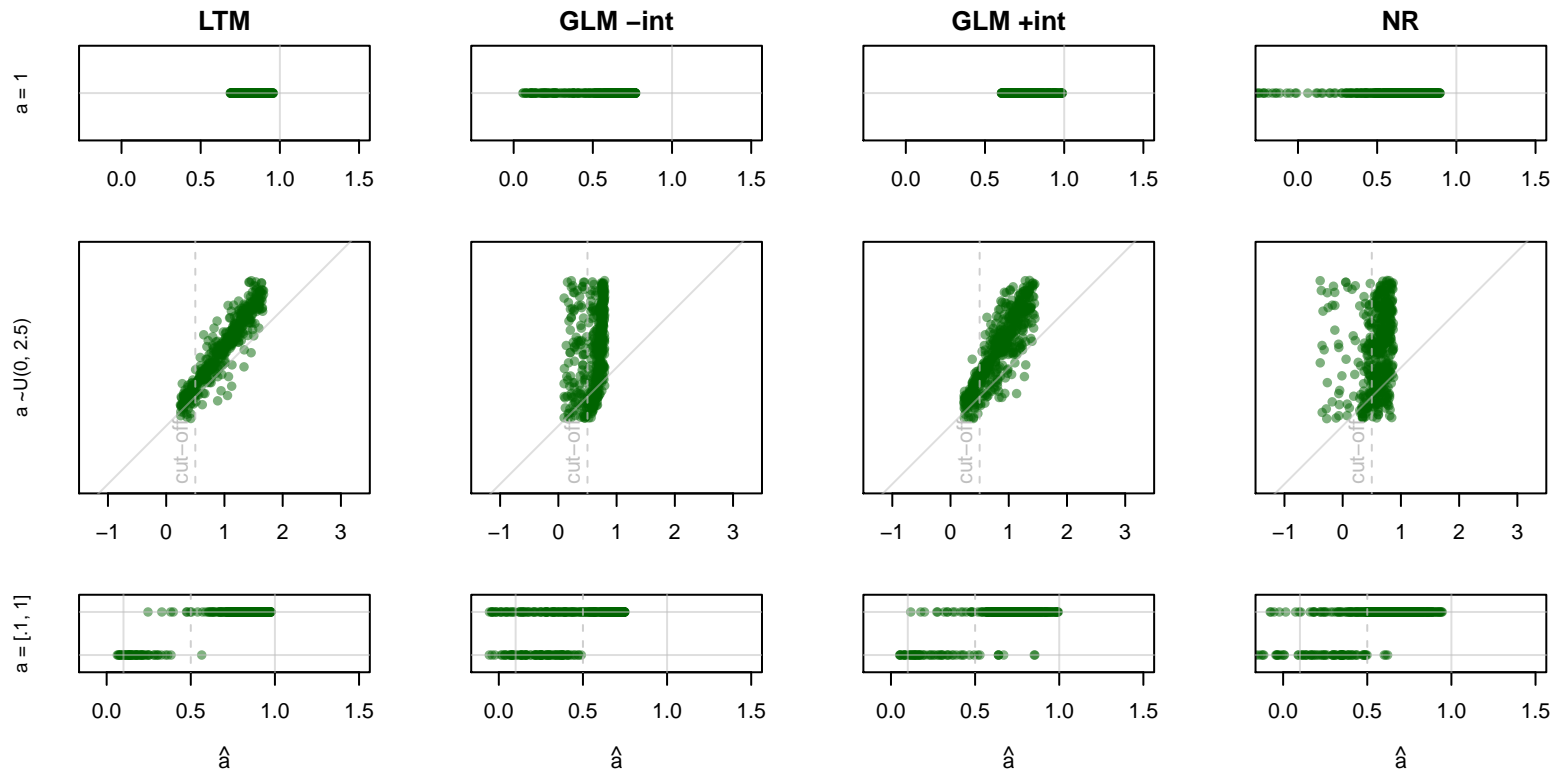 LTM GLM −int GLM +int NR
a = 1
0.0 0.5 1.0 1.5 0.0 0.5 1.0 1.5 0.0 0.5 1.0 1.5 0.0 0.5 1.0 1.5
a ~U(0, 2.5)
cut−off cut−off cut−off cut−off
−1 0 1 2 3 −1 0 1 2 3 −1 0 1 2 3 −1 0 1 2 3
a = [.1, 1]
0.0 0.5 1.0 1.5 0.0 0.5 1.0 1.5 0.0 0.5 1.0 1.5 0.0 0.5 1.0 1.5
â â â â